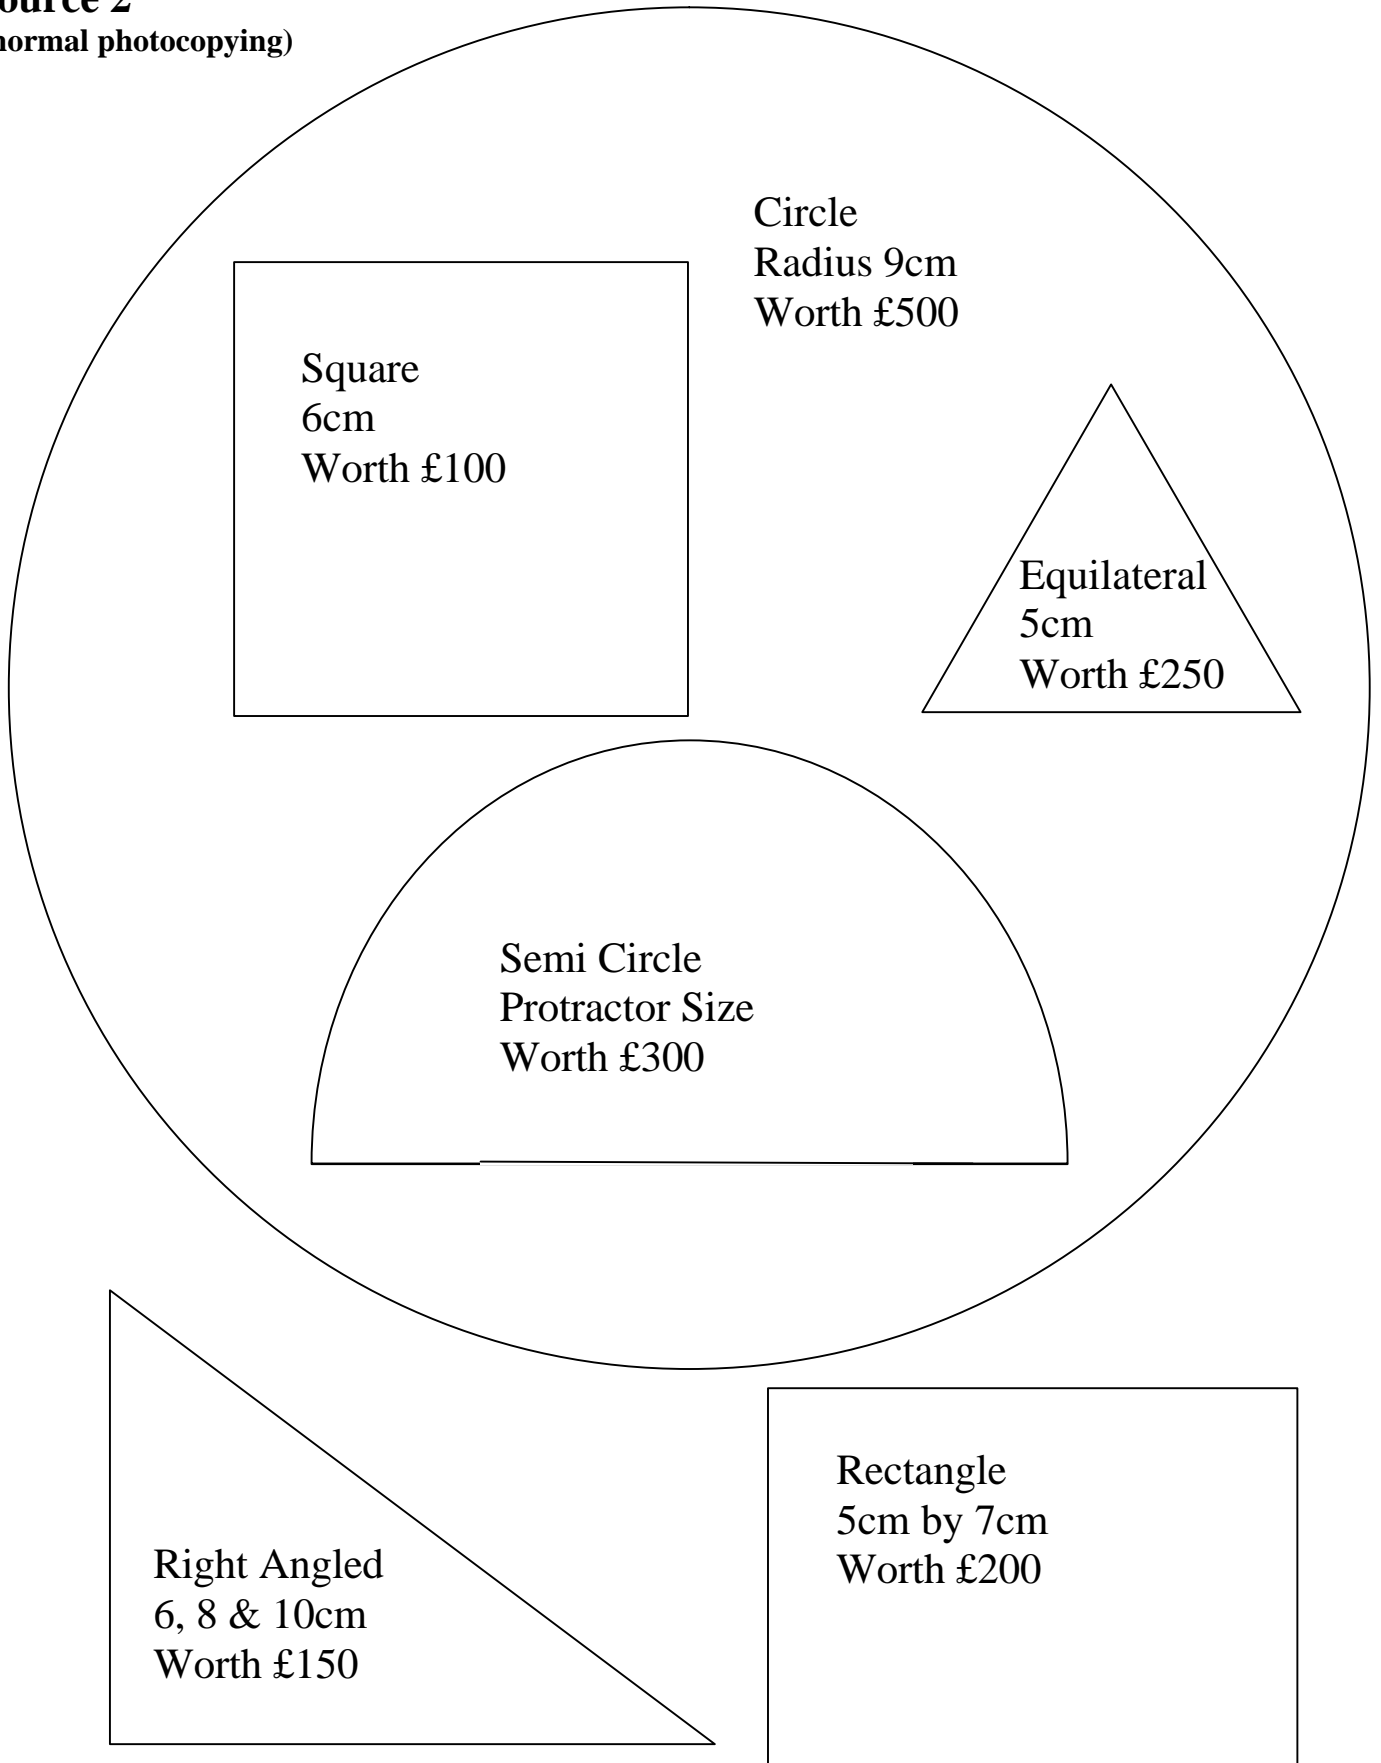 ource 2
normal photocopying)
Circle
Radius 9cm
Worth £500
Square
6cm
Worth £100
Equilateral
5cm
Worth £250
Semi Circle
Protractor Size
Worth £300
Right Angled
6, 8 & 10cm
Worth £150
Rectangle
5cm by 7cm
Worth £200